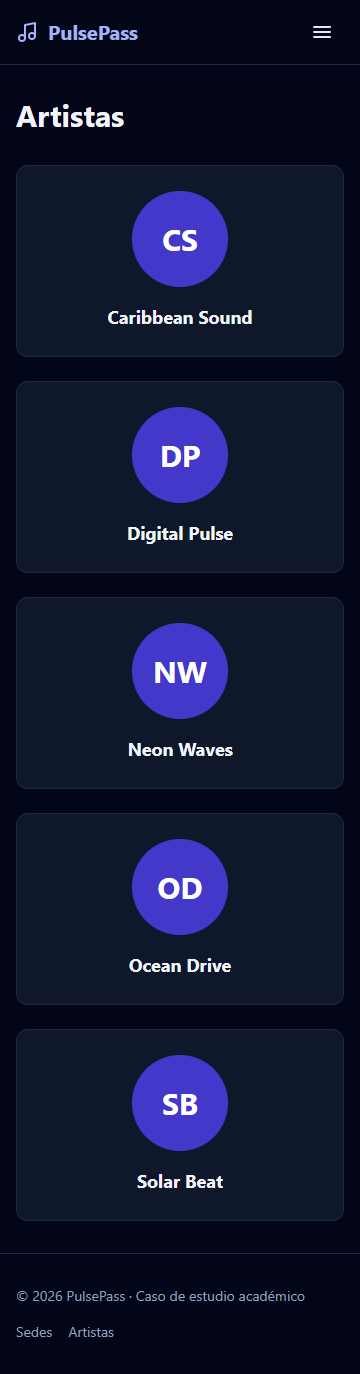 PulsePass
Artistas
CS
Caribbean Sound
DP
Digital Pulse
NW
Neon Waves
OD
Ocean Drive
SB
Solar Beat
© 2026 PulsePass · Caso de estudio académico
Sedes Artistas